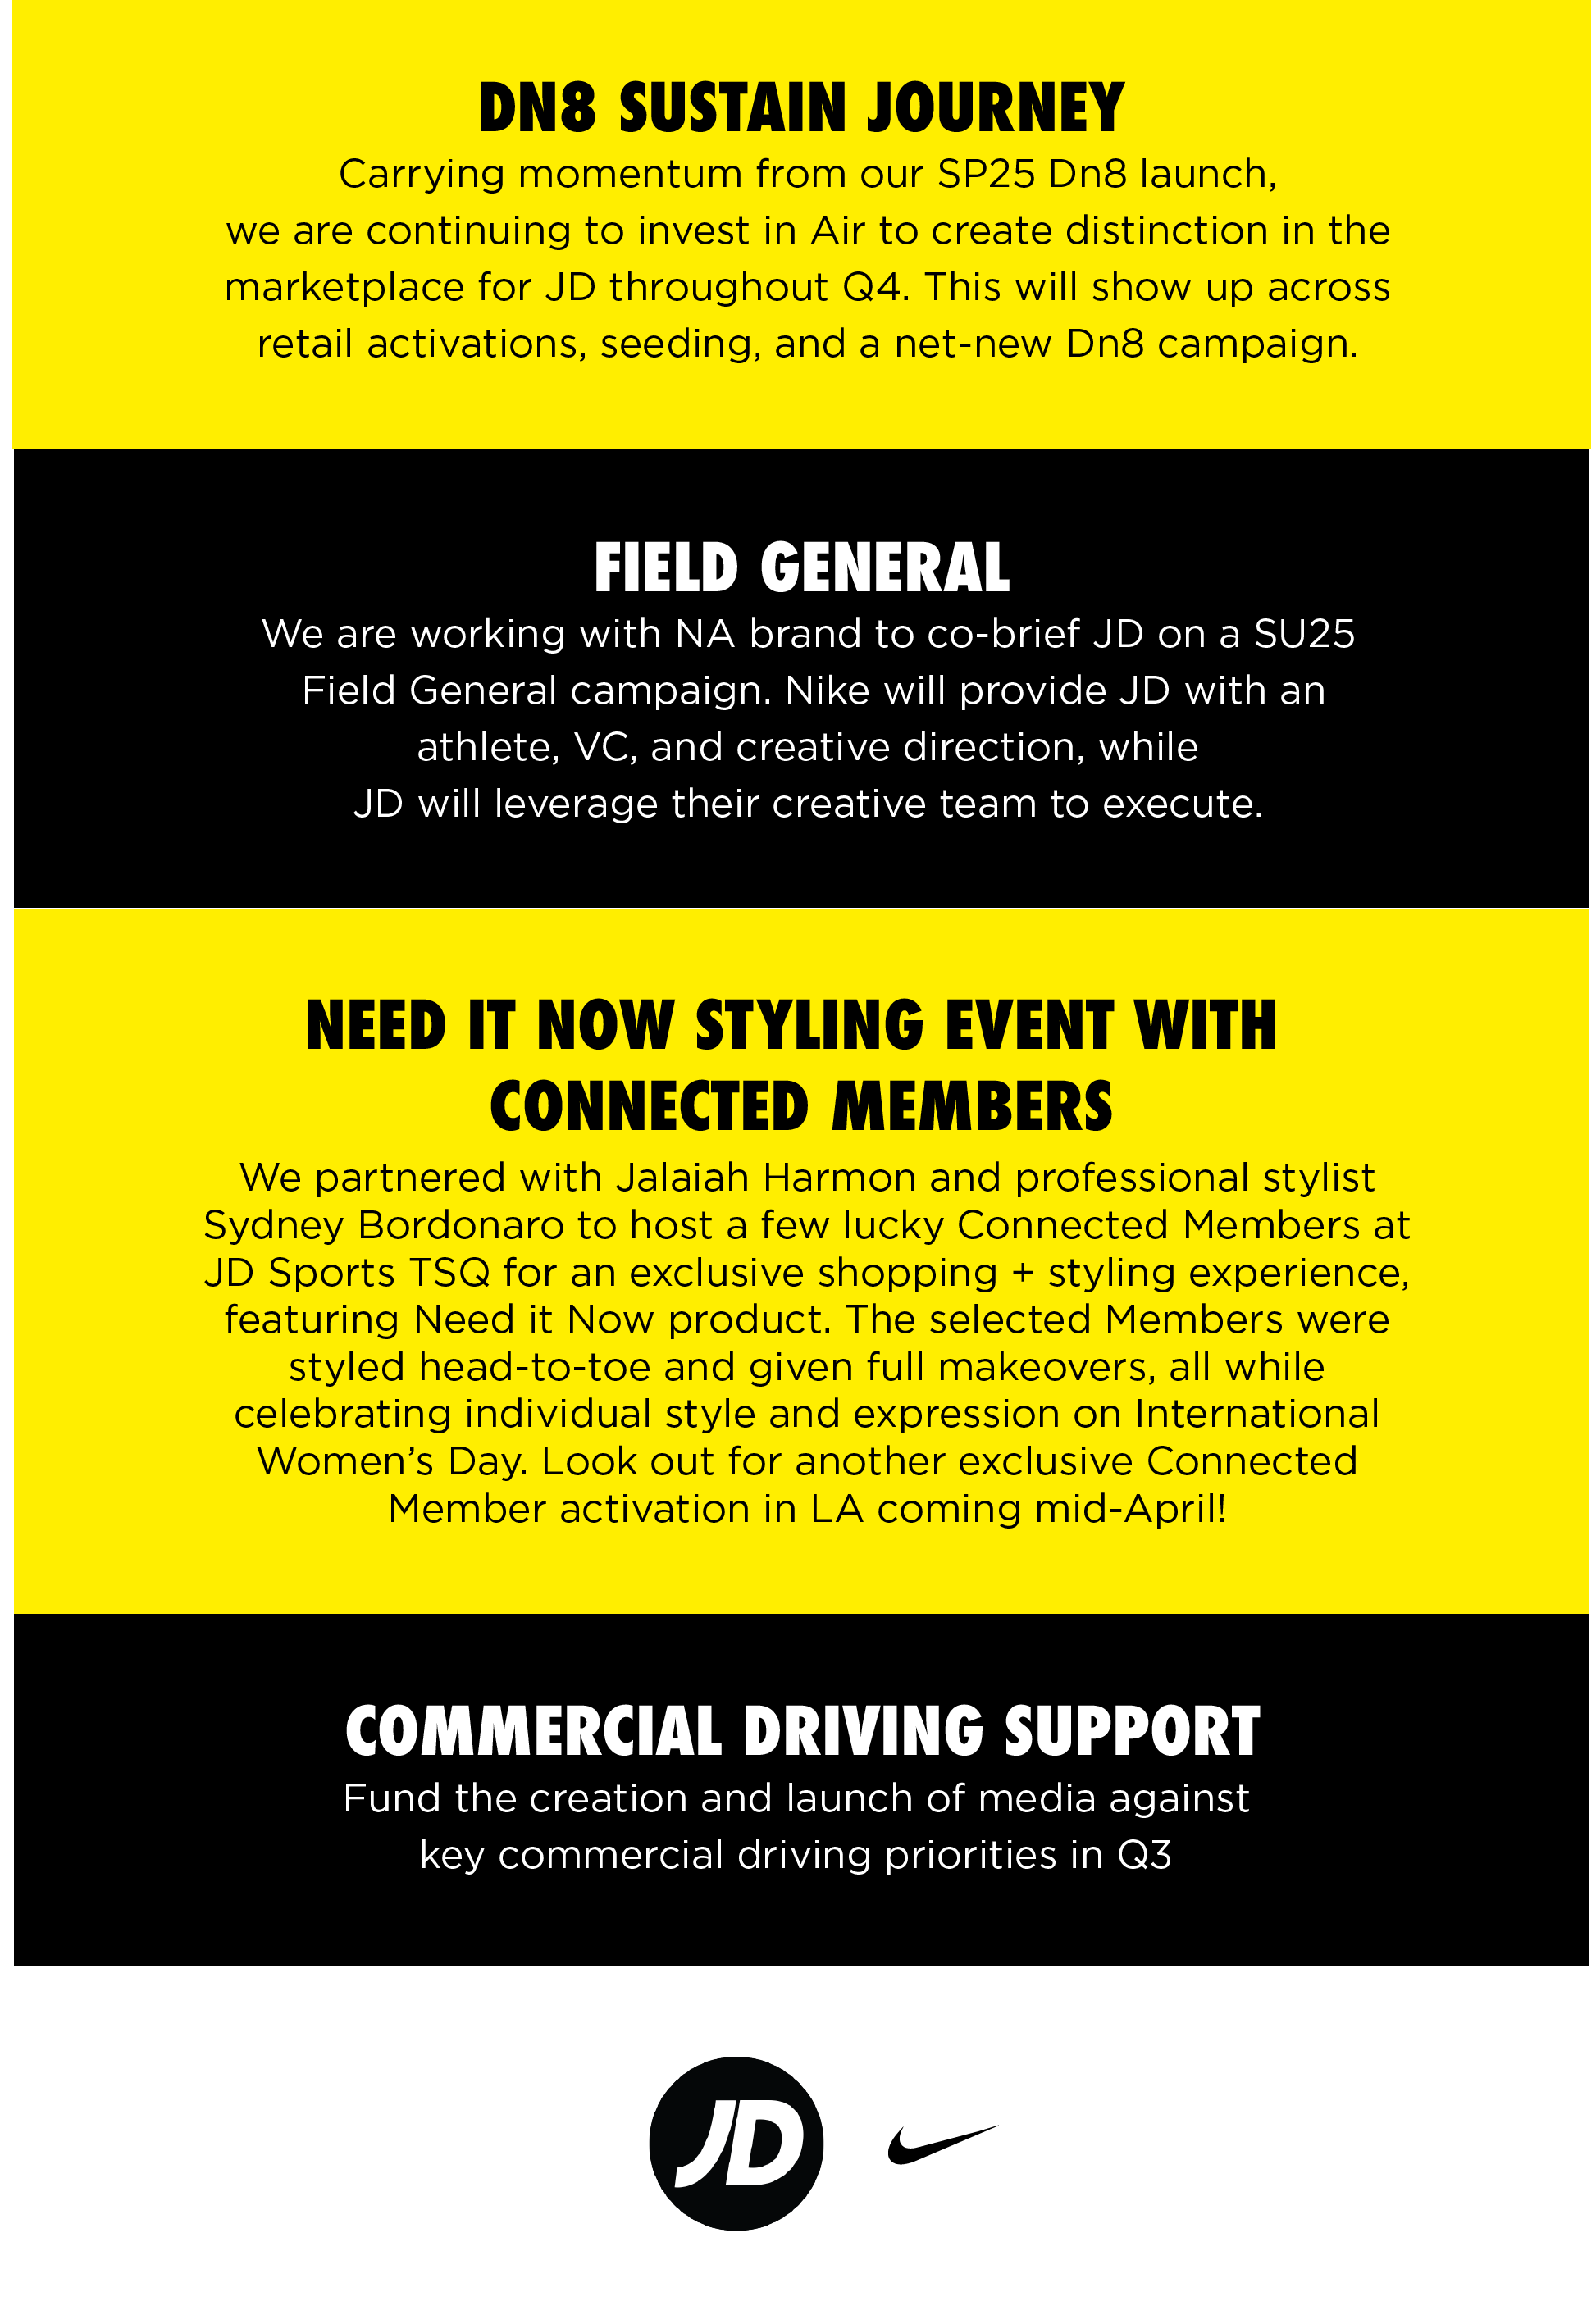 DN8 SUSTAIN JOURNEY
Carrying momentum from our SP25 Dn8 launch,
we are continuing to invest in Air to create distinction in the
marketplace for JD throughout Q4. This will show up across
retail activations, seeding, and a net-new Dn8 campaign.
FIELD GENERAL
We are working with NA brand to co-brief JD on a SU25
Field General campaign. Nike will provide JD with an
athlete, VC, and creative direction, while
JD will leverage their creative team to execute.
NEED IT NOW STYLING EVENT WITH
CONNECTED MEMBERS
We partnered with Jalaiah Harmon and professional stylist
Sydney Bordonaro to host a few lucky Connected Members at
JD Sports TSQ for an exclusive shopping + styling experience,
featuring Need it Now product. The selected Members were
styled head-to-toe and given full makeovers, all while
celebrating individual style and expression on International
Women’s Day. Look out for another exclusive Connected
Member activation in LA coming mid-April!
COMMERCIAL DRIVING SUPPORT
Fund the creation and launch of media against
key commercial driving priorities in Q3
JD